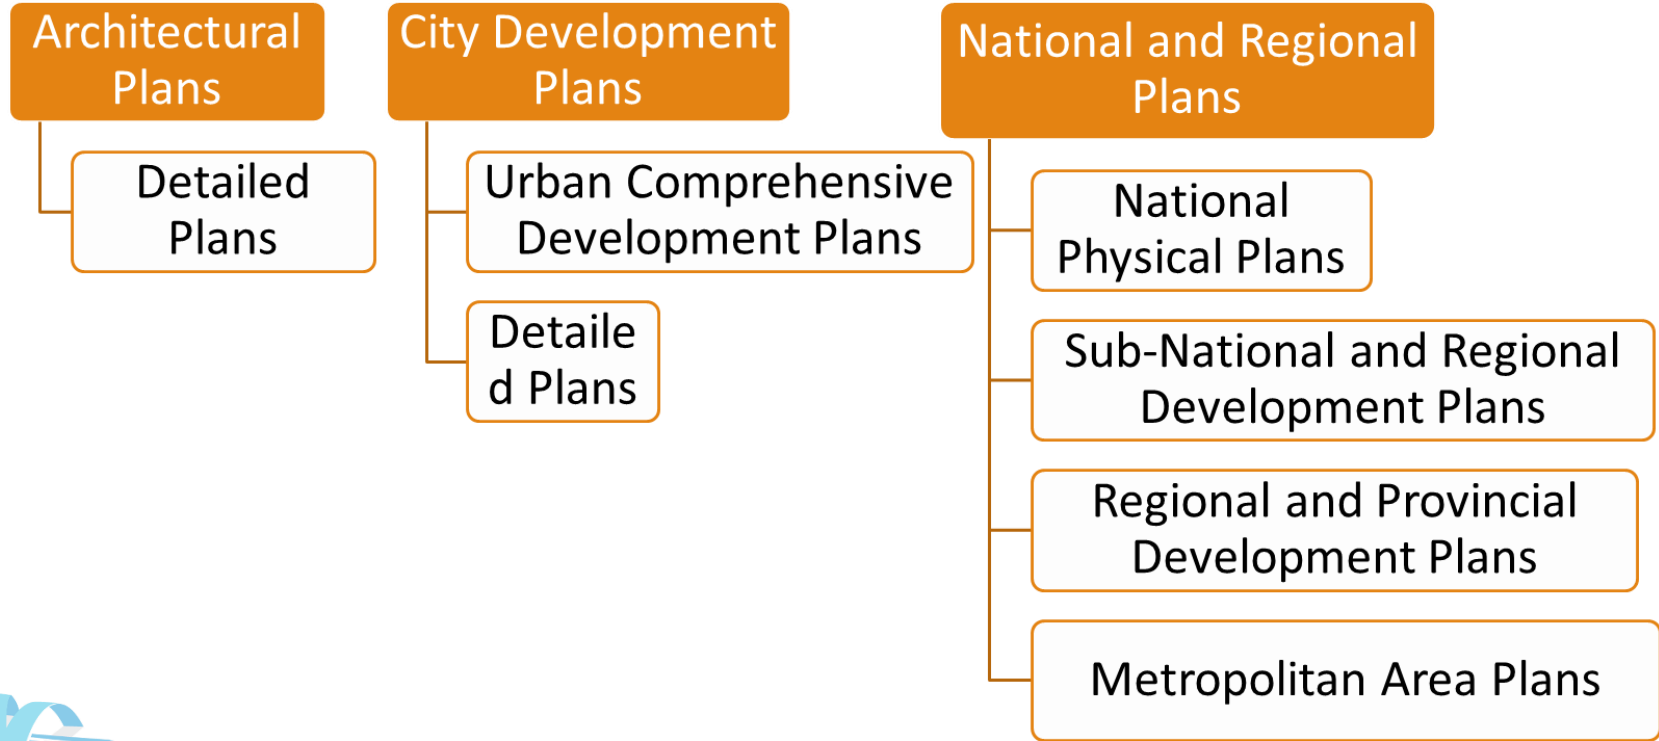 Architectural
Plans
Detailed
Plans
City Development
Plans
Urban Comprehensive
Development Plans
Detaile
d Plans
National and Regional
Plans
National
Physical Plans
Sub-National and Regional
Development Plans
Regional and Provincial
Development Plans
Metropolitan Area Plans